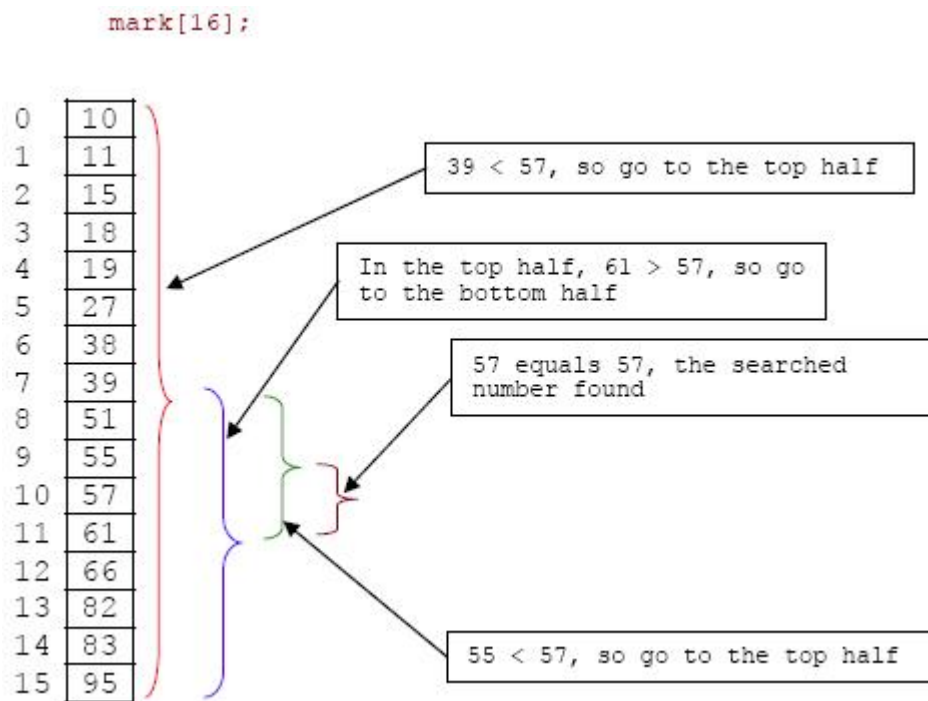 mark[16];
0 10
1 11
39 < 57, so go to the top half
2 15
3 18
In the top half, 61 > 57, so go
to the bottom half
4 19
5 27
6 38
57 equals 57, the searched
number found
7 39
8 51
9 55
10 57
11 61
12 66
13 82
14 83
55 < 57, so go to the top half
15 95